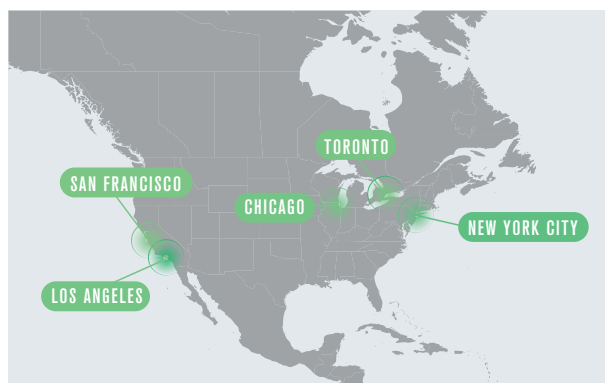 TORONTO
SAN FRANCISCO
CHICAGO
NEW YORK CITY
LOS ANGELES